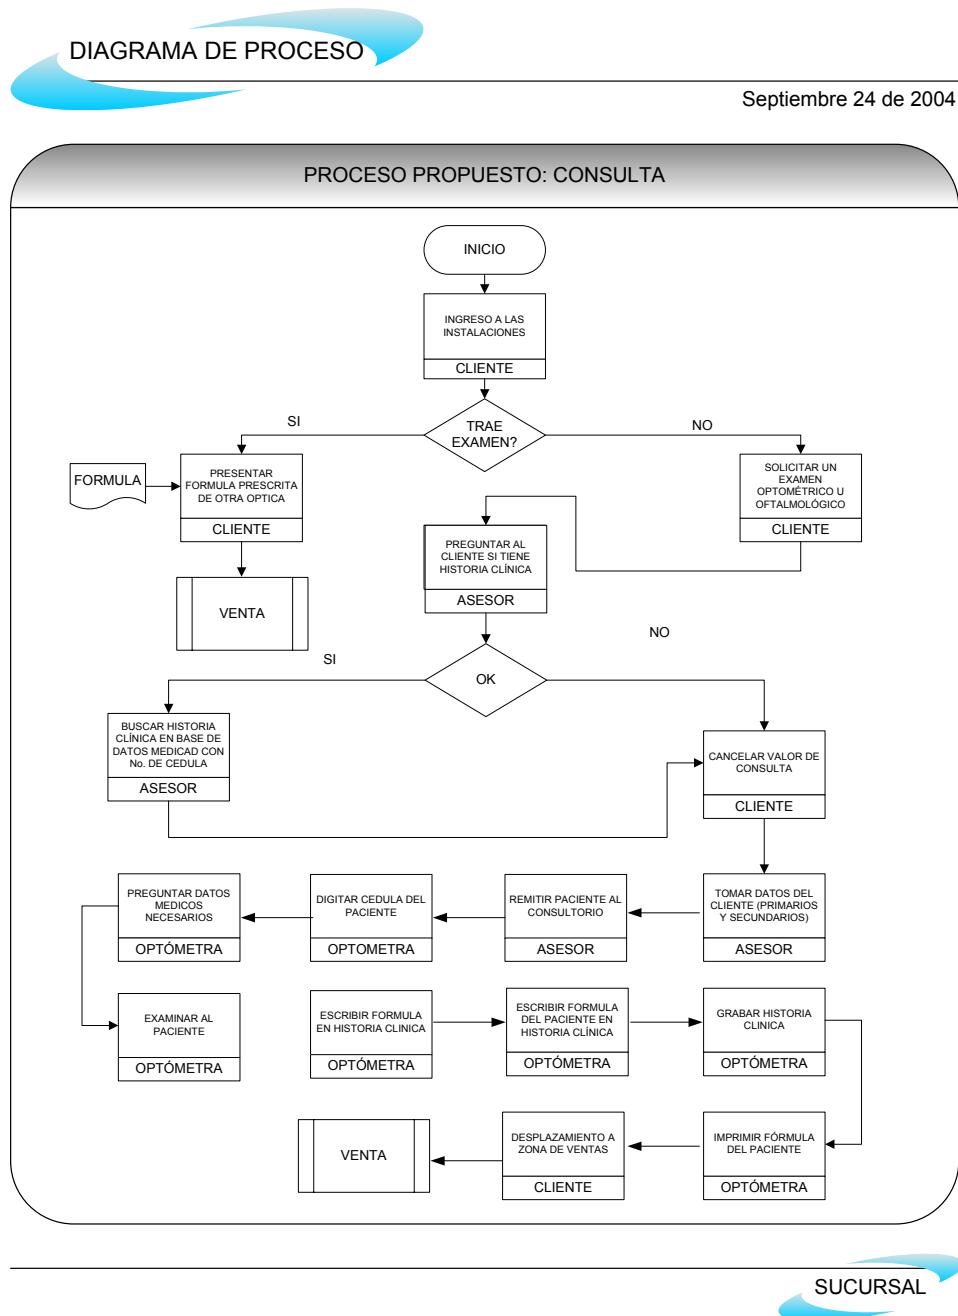 DIAGRAMA DE PROCESO
Septiembre 24 de 2004
PROCESO PROPUESTO: CONSULTA
INICIO
INGRESO A LAS
INSTALACIONES
CLIENTE
TRAE
EXAMEN?
SI
NO
FORMULA
PRESENTAR
FORMULA PRESCRITA
DE OTRA OPTICA
CLIENTE
SOLICITAR UN
EXAMEN
OPTOMÉTRICO U
OFTALMOLÓGICO
CLIENTE
PREGUNTAR AL
CLIENTE SI TIENE
HISTORIA CLÍNICA
ASESOR
VENTA
OK
SI
NO
BUSCAR HISTORIA
CLÍNICA EN BASE DE
DATOS MEDICAD CON
No. DE CEDULA
ASESOR
CANCELAR VALOR DE
CONSULTA
CLIENTE
PREGUNTAR DATOS
MEDICOS
NECESARIOS
OPTÓMETRA
DIGITAR CEDULA DEL
PACIENTE
OPTOMETRA
REMITIR PACIENTE AL
CONSULTORIO
ASESOR
TOMAR DATOS DEL
CLIENTE (PRIMARIOS
Y SECUNDARIOS)
ASESOR
EXAMINAR AL
PACIENTE
OPTÓMETRA
ESCRIBIR FORMULA
EN HISTORIA CLINICA
OPTÓMETRA
ESCRIBIR FORMULA
DEL PACIENTE EN
HISTORIA CLÍNICA
OPTÓMETRA
GRABAR HISTORIA
CLINICA
OPTÓMETRA
VENTA
DESPLAZAMIENTO A
ZONA DE VENTAS
CLIENTE
IMPRIMIR FÓRMULA
DEL PACIENTE
OPTÓMETRA
SUCURSAL